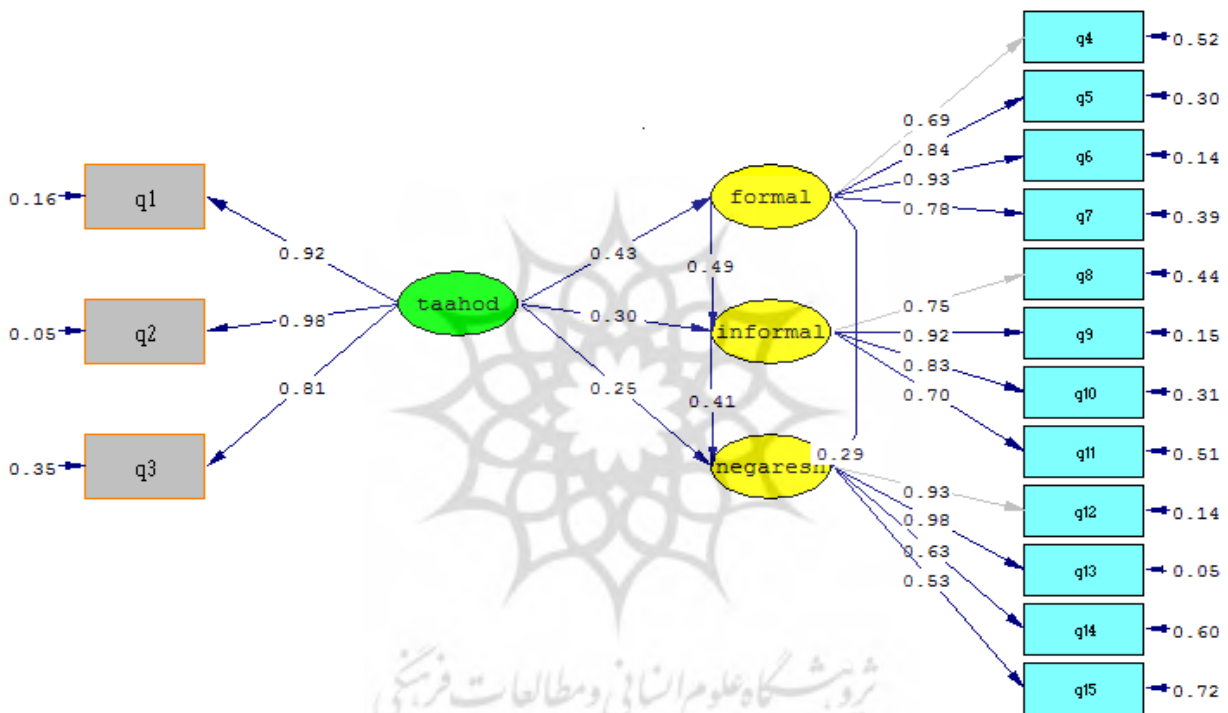 q4
0.52
q5
0.30
0.69
0.84
q6
0.14
0.93
0.16
q1
formal
0.78
q7
0.39
0.92
0.43
0.49
q8
0.44
0.75
taahod
0.30
0.05
q2
0.98
informal
0.92
q9
0.15
0.83
0.81
0.25
0.41
0.70
q10
0.31
0.35
q3
negaresh
0.29
q11
0.51
0.93
q12
0.14
0.98
0.63
q13
0.05
0.53
q14
0.60
پژوهشگاه علوم انسانی و مطالعات فرهنگی
q15
0.72